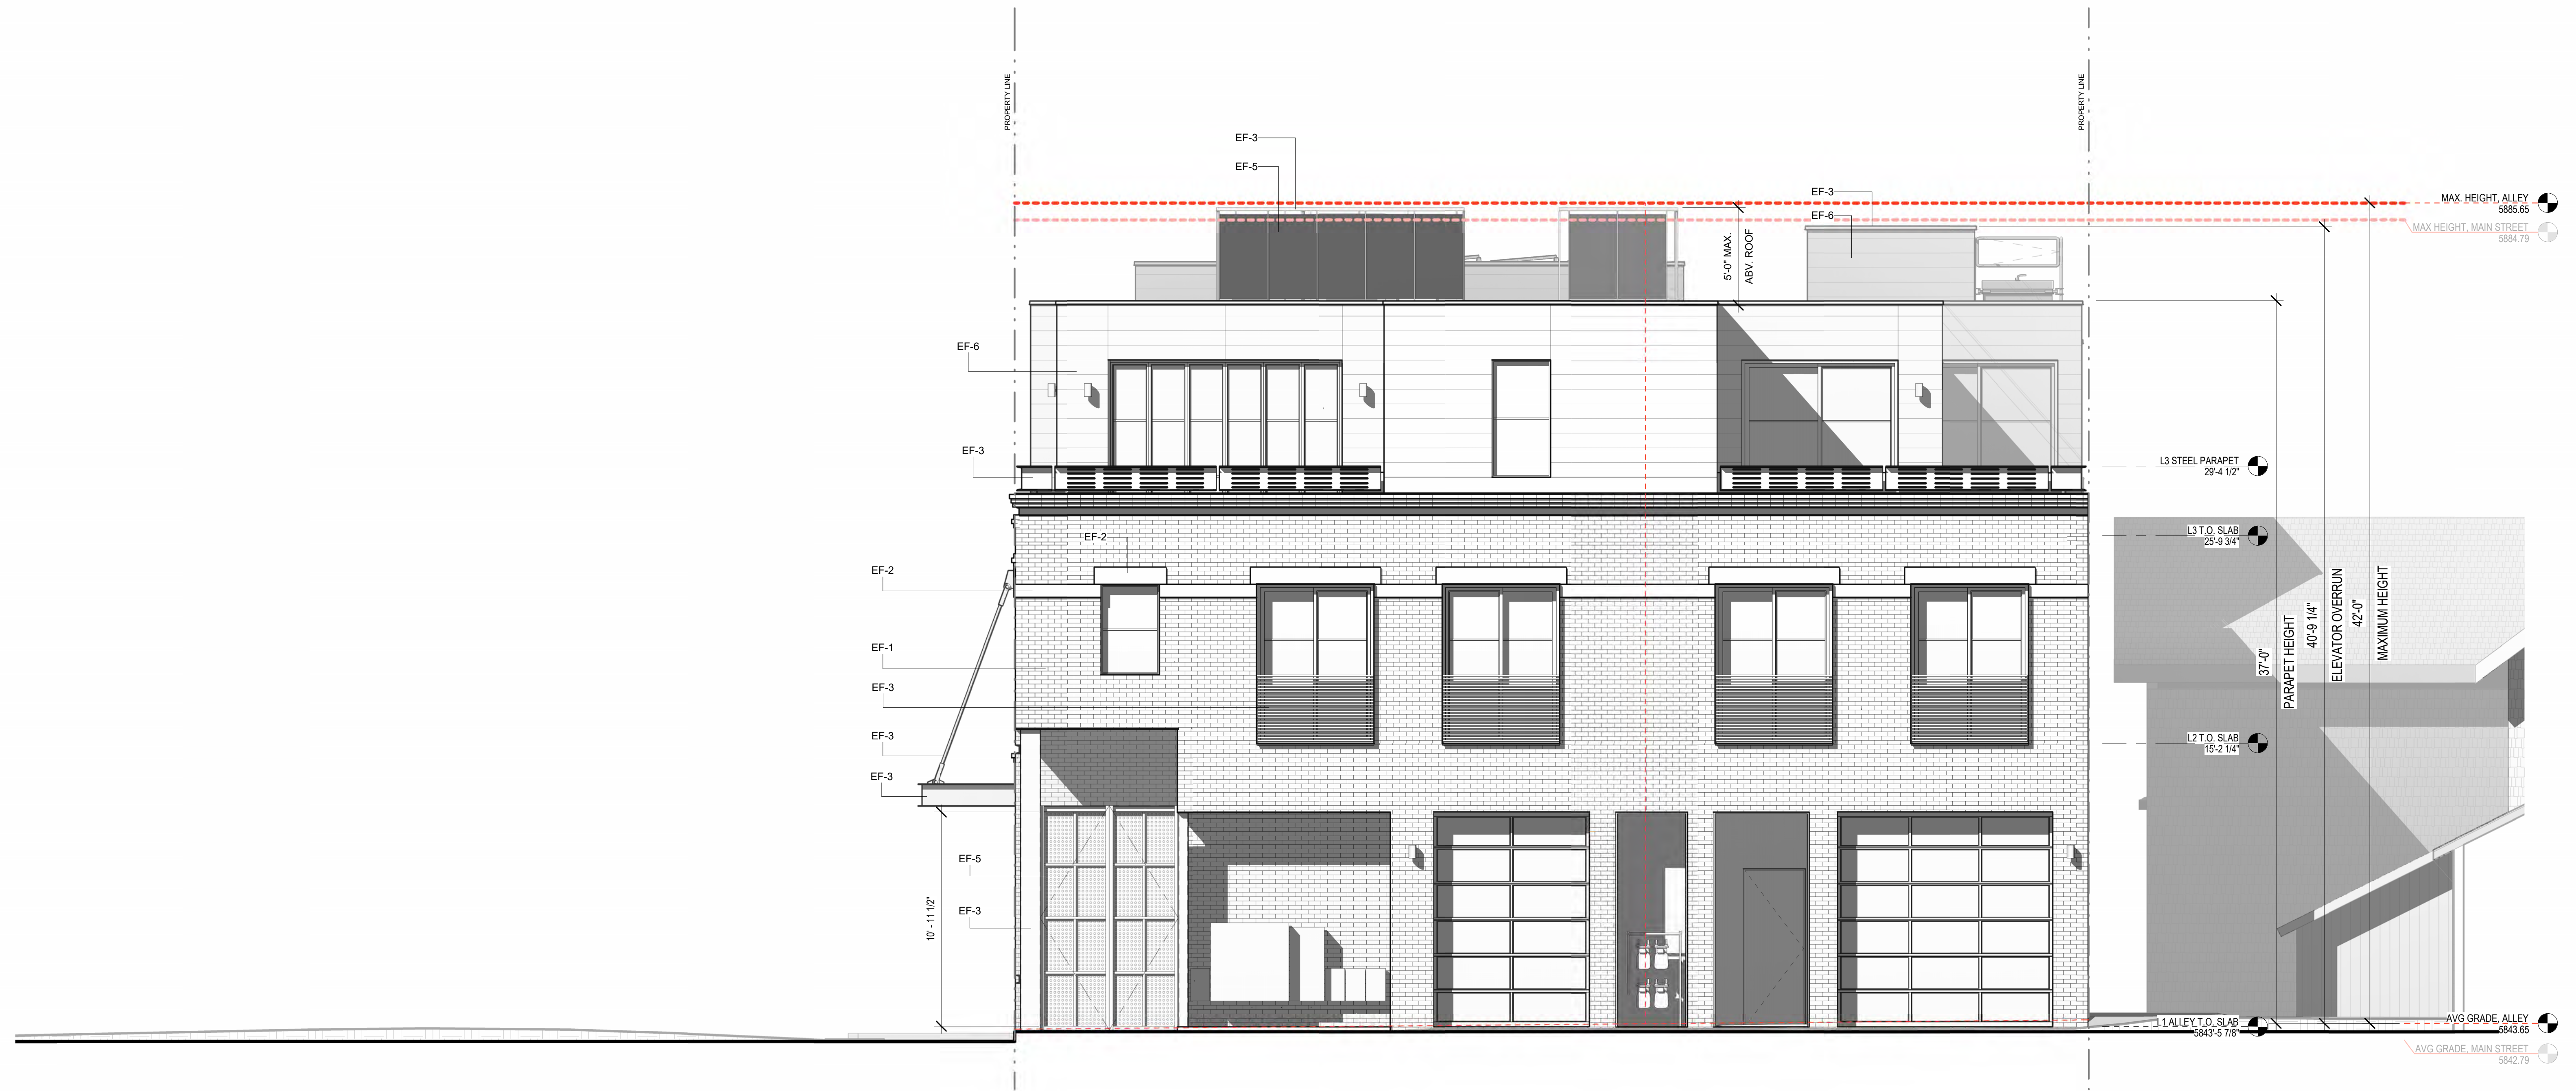 PROPERTY LINE
PROPERTY LINE
EF-3
EF-5
EF-3
EF-6
MAX. HEIGHT, ALLEY
5885.65
MAX HEIGHT, MAIN STREET
5884.79
5'-0" MAX.
ABV. ROOF
EF-6
EF-3
L3 STEEL PARAPET
29'-4 1/2"
L3 T.O. SLAB
25'-9 3/4"
EF-2
EF-2
EF-1
EF-3
EF-3
EF-3
37'-0"
PARAPET HEIGHT
40'-9 1/4"
ELEVATOR OVERRUN
42'-0"
MAXIMUM HEIGHT
L2 T.O. SLAB
15'-2 1/4"
EF-5
EF-3
10' - 11 1/2"
L1 ALLEY T.O. SLAB
5843'-5 7/8"
AVG GRADE, ALLEY
5843.65
AVG GRADE, MAIN STREET
5842.79